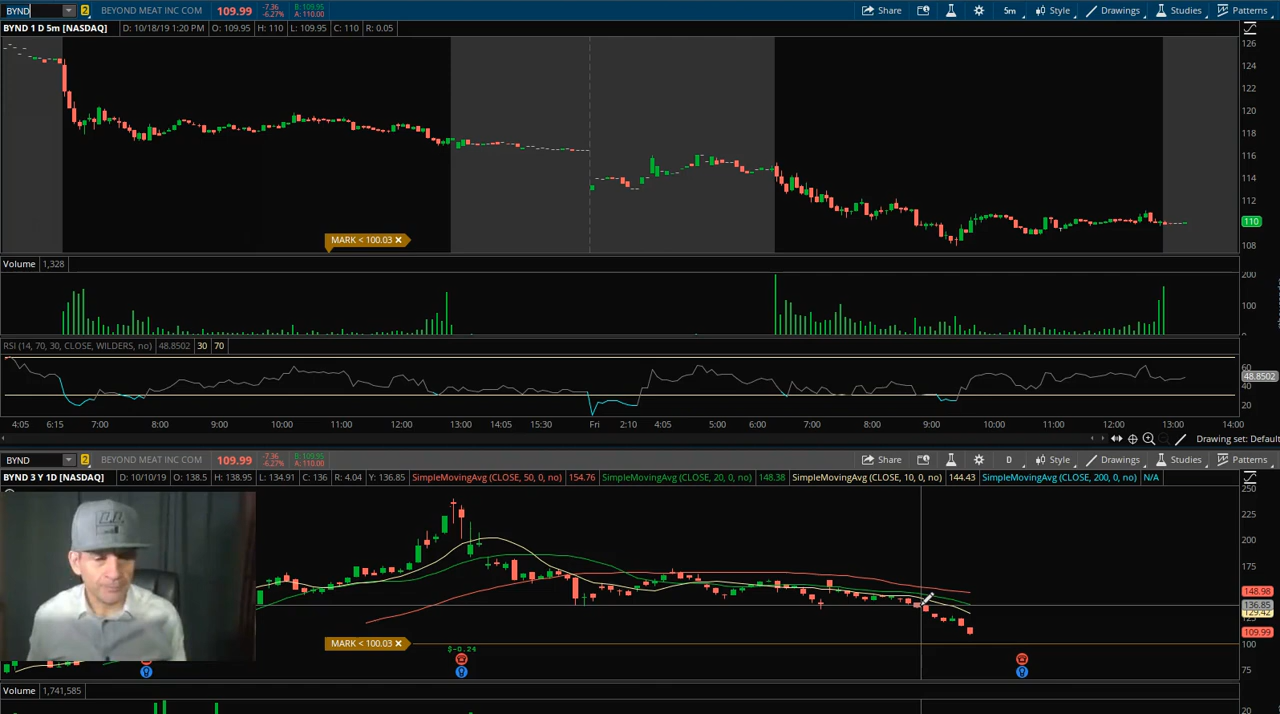 BYND 2 BEYOND MEAT INC COM 109.99 -7.36 -6.27% B: 109.95 A: 110.00 Share 5m Style Drawings Studies Patterns
BYND 1 D 5m [NASDAQ] D: 10/18/19 1:20 PM O: 109.95 H: 110 L: 109.95 C: 110 R: 0.05
126
124
122
120
118
116
114
112
110
108
MARK < 100.03
Volume 1,328
200
100
0
RSI (14, 70, 30, CLOSE, WILDERS, no) 48.8502 30 70
60
48.8502
40
20
4:05 6:15 7:00 8:00 9:00 10:00 11:00 12:00 13:00 14:00 15:30 Fri 2:10 4:05 5:00 6:00 7:00 8:00 9:00 10:00 11:00 12:00 13:00 14:00
Drawing set: Default
BYND 2 BEYOND MEAT INC COM 109.99 -7.36 -6.27% B: 109.95 A: 110.00 Share D Style Drawings Studies Patterns
BYND 3 Y 1D [NASDAQ] D: 10/10/19 O: 138.5 H: 138.95 L: 134.91 C: 136 R: 4.04 Y: 136.85 SimpleMovingAvg (CLOSE, 50, 0, no) 154.76 SimpleMovingAvg (CLOSE, 20, 0, no) 148.38 SimpleMovingAvg (CLOSE, 10, 0, no) 144.43 SimpleMovingAvg (CLOSE, 200, 0, no) N/A
250
225
200
175
148.98
136.85
129.42
125
109.99
100
75
MARK < 100.03
$-0.24
Volume 1,741,585
20